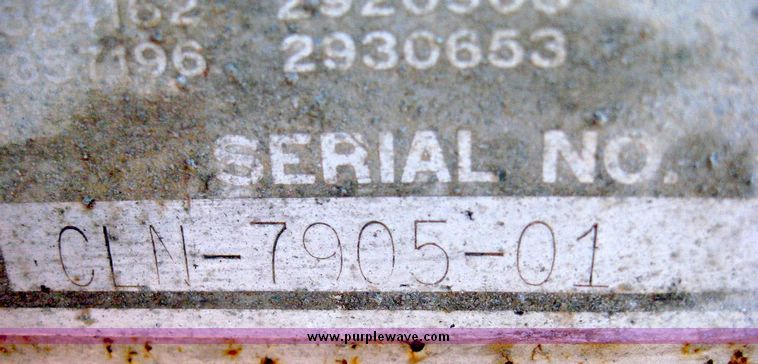 2930653
SERIAL NO.
CLN-7905-01
www.purplewave.com